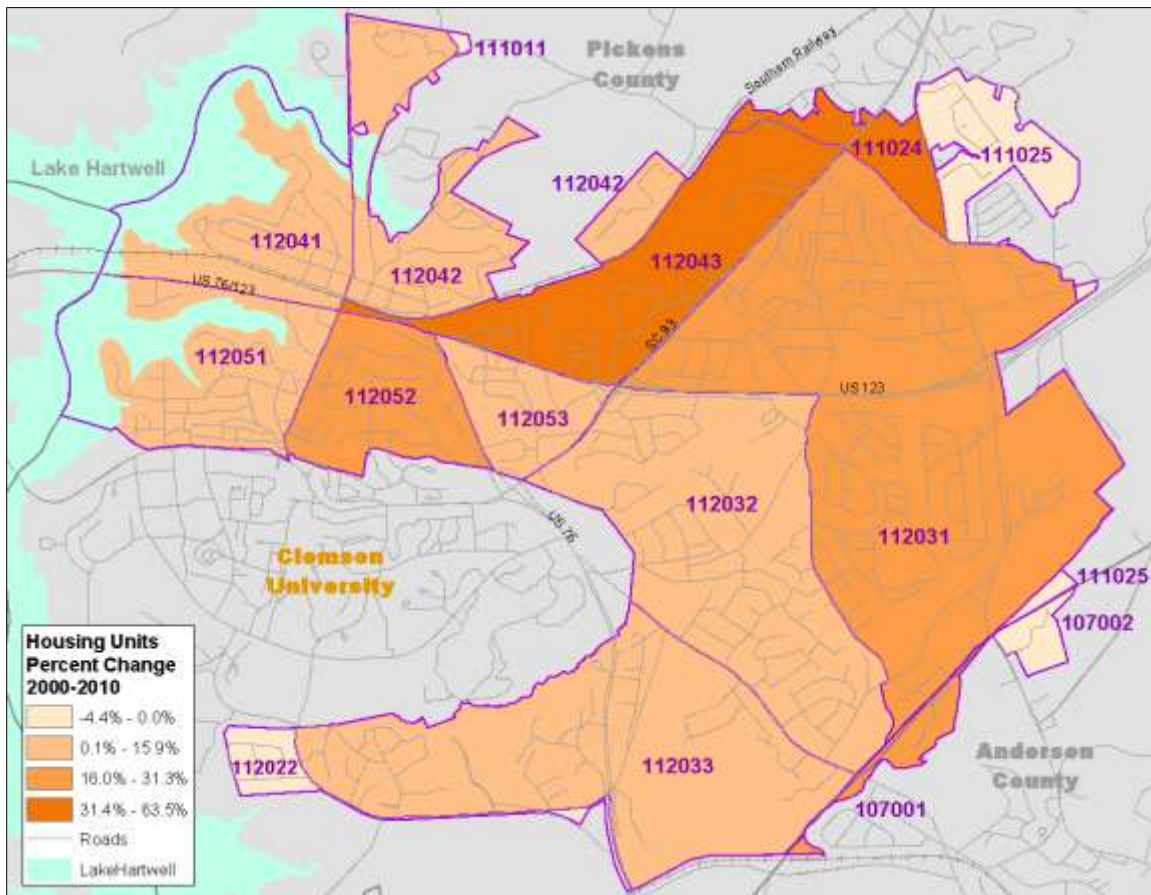 111011
Pickens
County
Southern Railway
93
111024
111025
Lake Hartwell
112042
112041
112043
112042
US 76/123
SC 93
112051
112052
112053
US 123
112032
112031
US 76
Clemson
University
111025
107002
Housing Units
Percent Change
2000-2010
-4.4% - 0.0%
0.1% - 15.9%
16.0% - 31.3%
31.4% - 63.5%
Roads
LakeHartwell
112022
112033
Anderson
County
107001